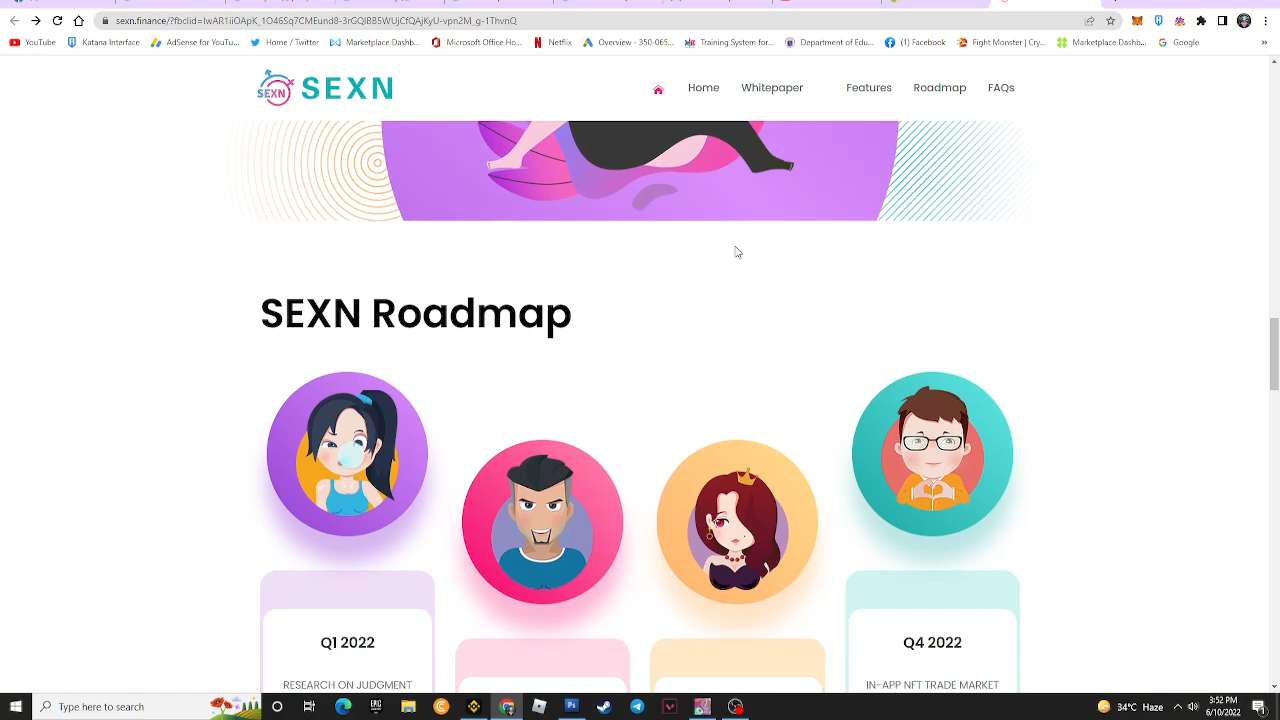 sexn.finance/?fbclid=IwAR1iiOApK_1O46Sq7CMEund8-3rGQIBB5WUjCfQAjKyU-vpn2M_g-1ThvnQ
YouTube
Katana Interface
AdSense for YouTu...
Home / Twitter
Marketplace Dashb...
Microsoft Office Ho...
Netflix
Overview - 350-065...
Training System for...
Department of Edu...
(1) Facebook
Fight Monster | Cry...
Marketplace Dashb...
Google
»
SEXN
SEXN
Home
Whitepaper
Features
Roadmap
FAQs
SEXN Roadmap
Q1 2022
Q4 2022
RESEARCH ON JUDGMENT
IN-APP NFT TRADE MARKET
Type here to search
34°C Haze
3:52 PM
6/10/2022